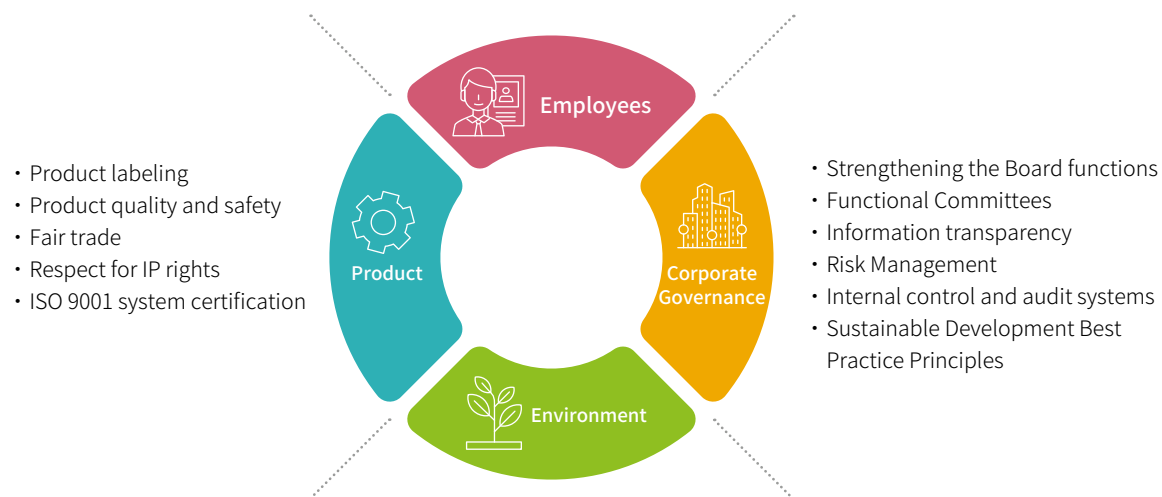 Employees
・Product labeling
・Product quality and safety
・Fair trade
・Respect for IP rights
・ISO 9001 system certification
Product
Corporate
Governance
・Strengthening the Board functions
・Functional Committees
・Information transparency
・Risk Management
・Internal control and audit systems
・Sustainable Development Best
Practice Principles
Environment